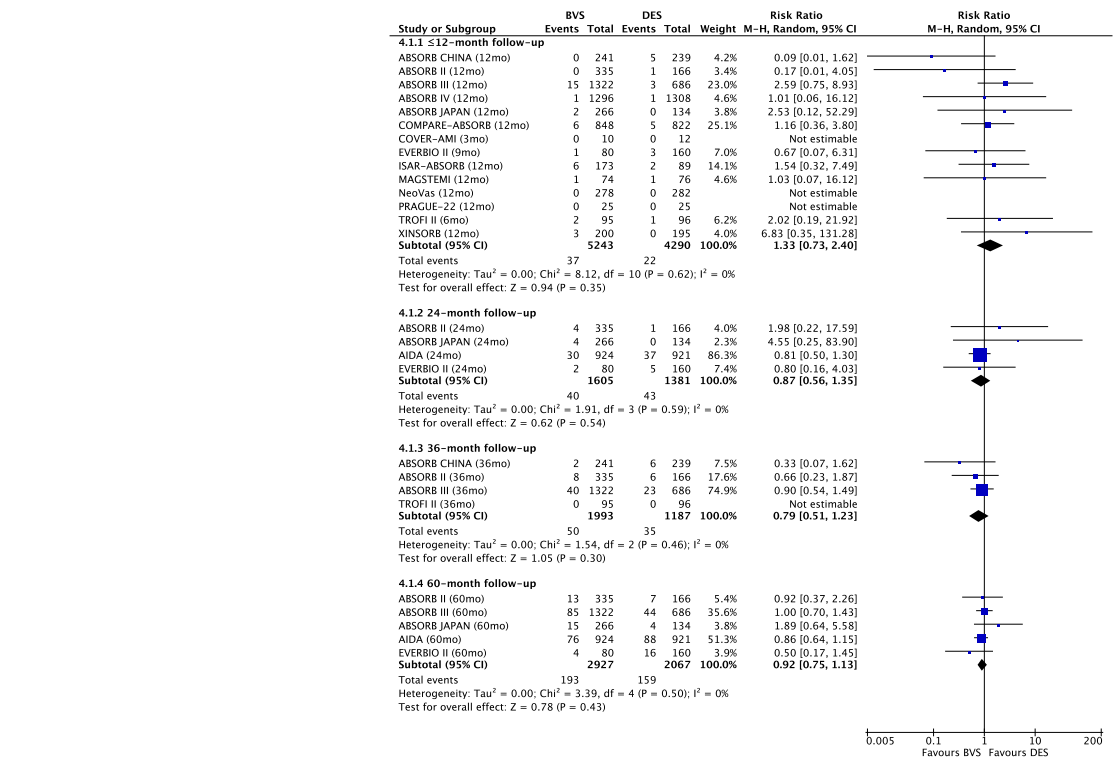 BVS DES Risk Ratio Risk Ratio
Study or Subgroup Events Total Events Total Weight M-H, Random, 95% CI M-H, Random, 95% CI
4.1.1 ≤12-month follow-up
ABSORB CHINA (12mo) 0 241 5 239 4.2% 0.09 [0.01, 1.62]
ABSORB II (12mo) 0 335 1 166 3.4% 0.17 [0.01, 4.05]
ABSORB III (12mo) 15 1322 3 686 23.0% 2.59 [0.75, 8.93]
ABSORB IV (12mo) 1 1296 1 1308 4.6% 1.01 [0.06, 16.12]
ABSORB JAPAN (12mo) 2 266 0 134 3.8% 2.53 [0.12, 52.29]
COMPARE-ABSORB (12mo) 6 848 5 822 25.1% 1.16 [0.36, 3.80]
COVER-AMI (3mo) 0 10 0 12 Not estimable
EVERBIO II (9mo) 1 80 3 160 7.0% 0.67 [0.07, 6.31]
ISAR-ABSORB (12mo) 6 173 2 89 14.1% 1.54 [0.32, 7.49]
MAGSTEMI (12mo) 1 74 1 76 4.6% 1.03 [0.07, 16.12]
NeoVas (12mo) 0 278 0 282 Not estimable
PRAGUE-22 (12mo) 0 25 0 25 Not estimable
TROFI II (6mo) 2 95 1 96 6.2% 2.02 [0.19, 21.92]
XINSORB (12mo) 3 200 0 195 4.0% 6.83 [0.35, 131.28]
Subtotal (95% CI) 5243 4290 100.0% 1.33 [0.73, 2.40]
Total events 37 22
Heterogeneity: Tau² = 0.00; Chi² = 8.12, df = 10 (P = 0.62); I² = 0%
Test for overall effect: Z = 0.94 (P = 0.35)
4.1.2 24-month follow-up
ABSORB II (24mo) 4 335 1 166 4.0% 1.98 [0.22, 17.59]
ABSORB JAPAN (24mo) 4 266 0 134 2.3% 4.55 [0.25, 83.90]
AIDA (24mo) 30 924 37 921 86.3% 0.81 [0.50, 1.30]
EVERBIO II (24mo) 2 80 5 160 7.4% 0.80 [0.16, 4.03]
Subtotal (95% CI) 1605 1381 100.0% 0.87 [0.56, 1.35]
Total events 40 43
Heterogeneity: Tau² = 0.00; Chi² = 1.91, df = 3 (P = 0.59); I² = 0%
Test for overall effect: Z = 0.62 (P = 0.54)
4.1.3 36-month follow-up
ABSORB CHINA (36mo) 2 241 6 239 7.5% 0.33 [0.07, 1.62]
ABSORB II (36mo) 8 335 6 166 17.6% 0.66 [0.23, 1.87]
ABSORB III (36mo) 40 1322 23 686 74.9% 0.90 [0.54, 1.49]
TROFI II (36mo) 0 95 0 96 Not estimable
Subtotal (95% CI) 1993 1187 100.0% 0.79 [0.51, 1.23]
Total events 50 35
Heterogeneity: Tau² = 0.00; Chi² = 1.54, df = 2 (P = 0.46); I² = 0%
Test for overall effect: Z = 1.05 (P = 0.30)
4.1.4 60-month follow-up
ABSORB II (60mo) 13 335 7 166 5.4% 0.92 [0.37, 2.26]
ABSORB III (60mo) 85 1322 44 686 35.6% 1.00 [0.70, 1.43]
ABSORB JAPAN (60mo) 15 266 4 134 3.8% 1.89 [0.64, 5.58]
AIDA (60mo) 76 924 88 921 51.3% 0.86 [0.64, 1.15]
EVERBIO II (60mo) 4 80 16 160 3.9% 0.50 [0.17, 1.45]
Subtotal (95% CI) 2927 2067 100.0% 0.92 [0.75, 1.13]
Total events 193 159
Heterogeneity: Tau² = 0.00; Chi² = 3.39, df = 4 (P = 0.50); I² = 0%
Test for overall effect: Z = 0.78 (P = 0.43)
0.005 0.1 1 10 200
Favours BVS Favours DES